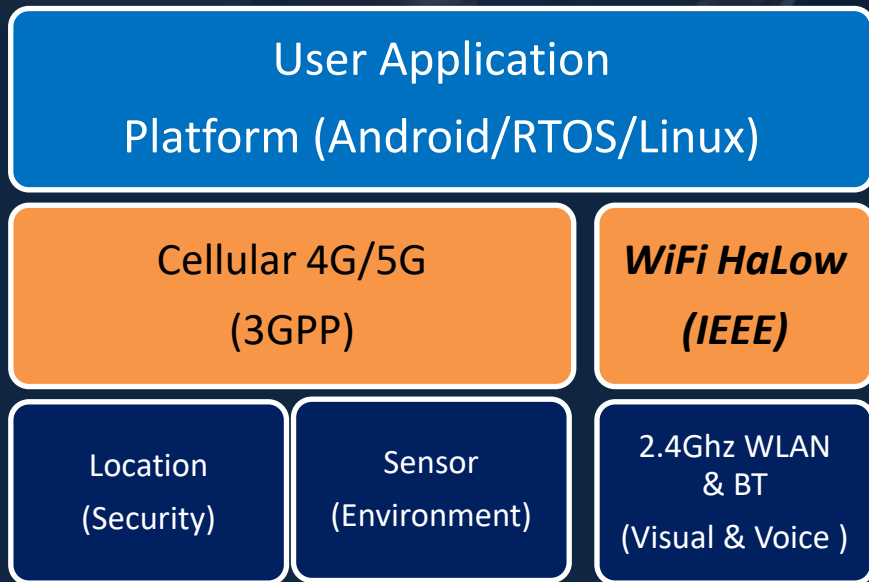 User Application
Platform (Android/RTOS/Linux)
Cellular 4G/5G
(3GPP)
WiFi HaLow
(IEEE)
Location
(Security)
Sensor
(Environment)
2.4Ghz WLAN
& BT
(Visual & Voice )